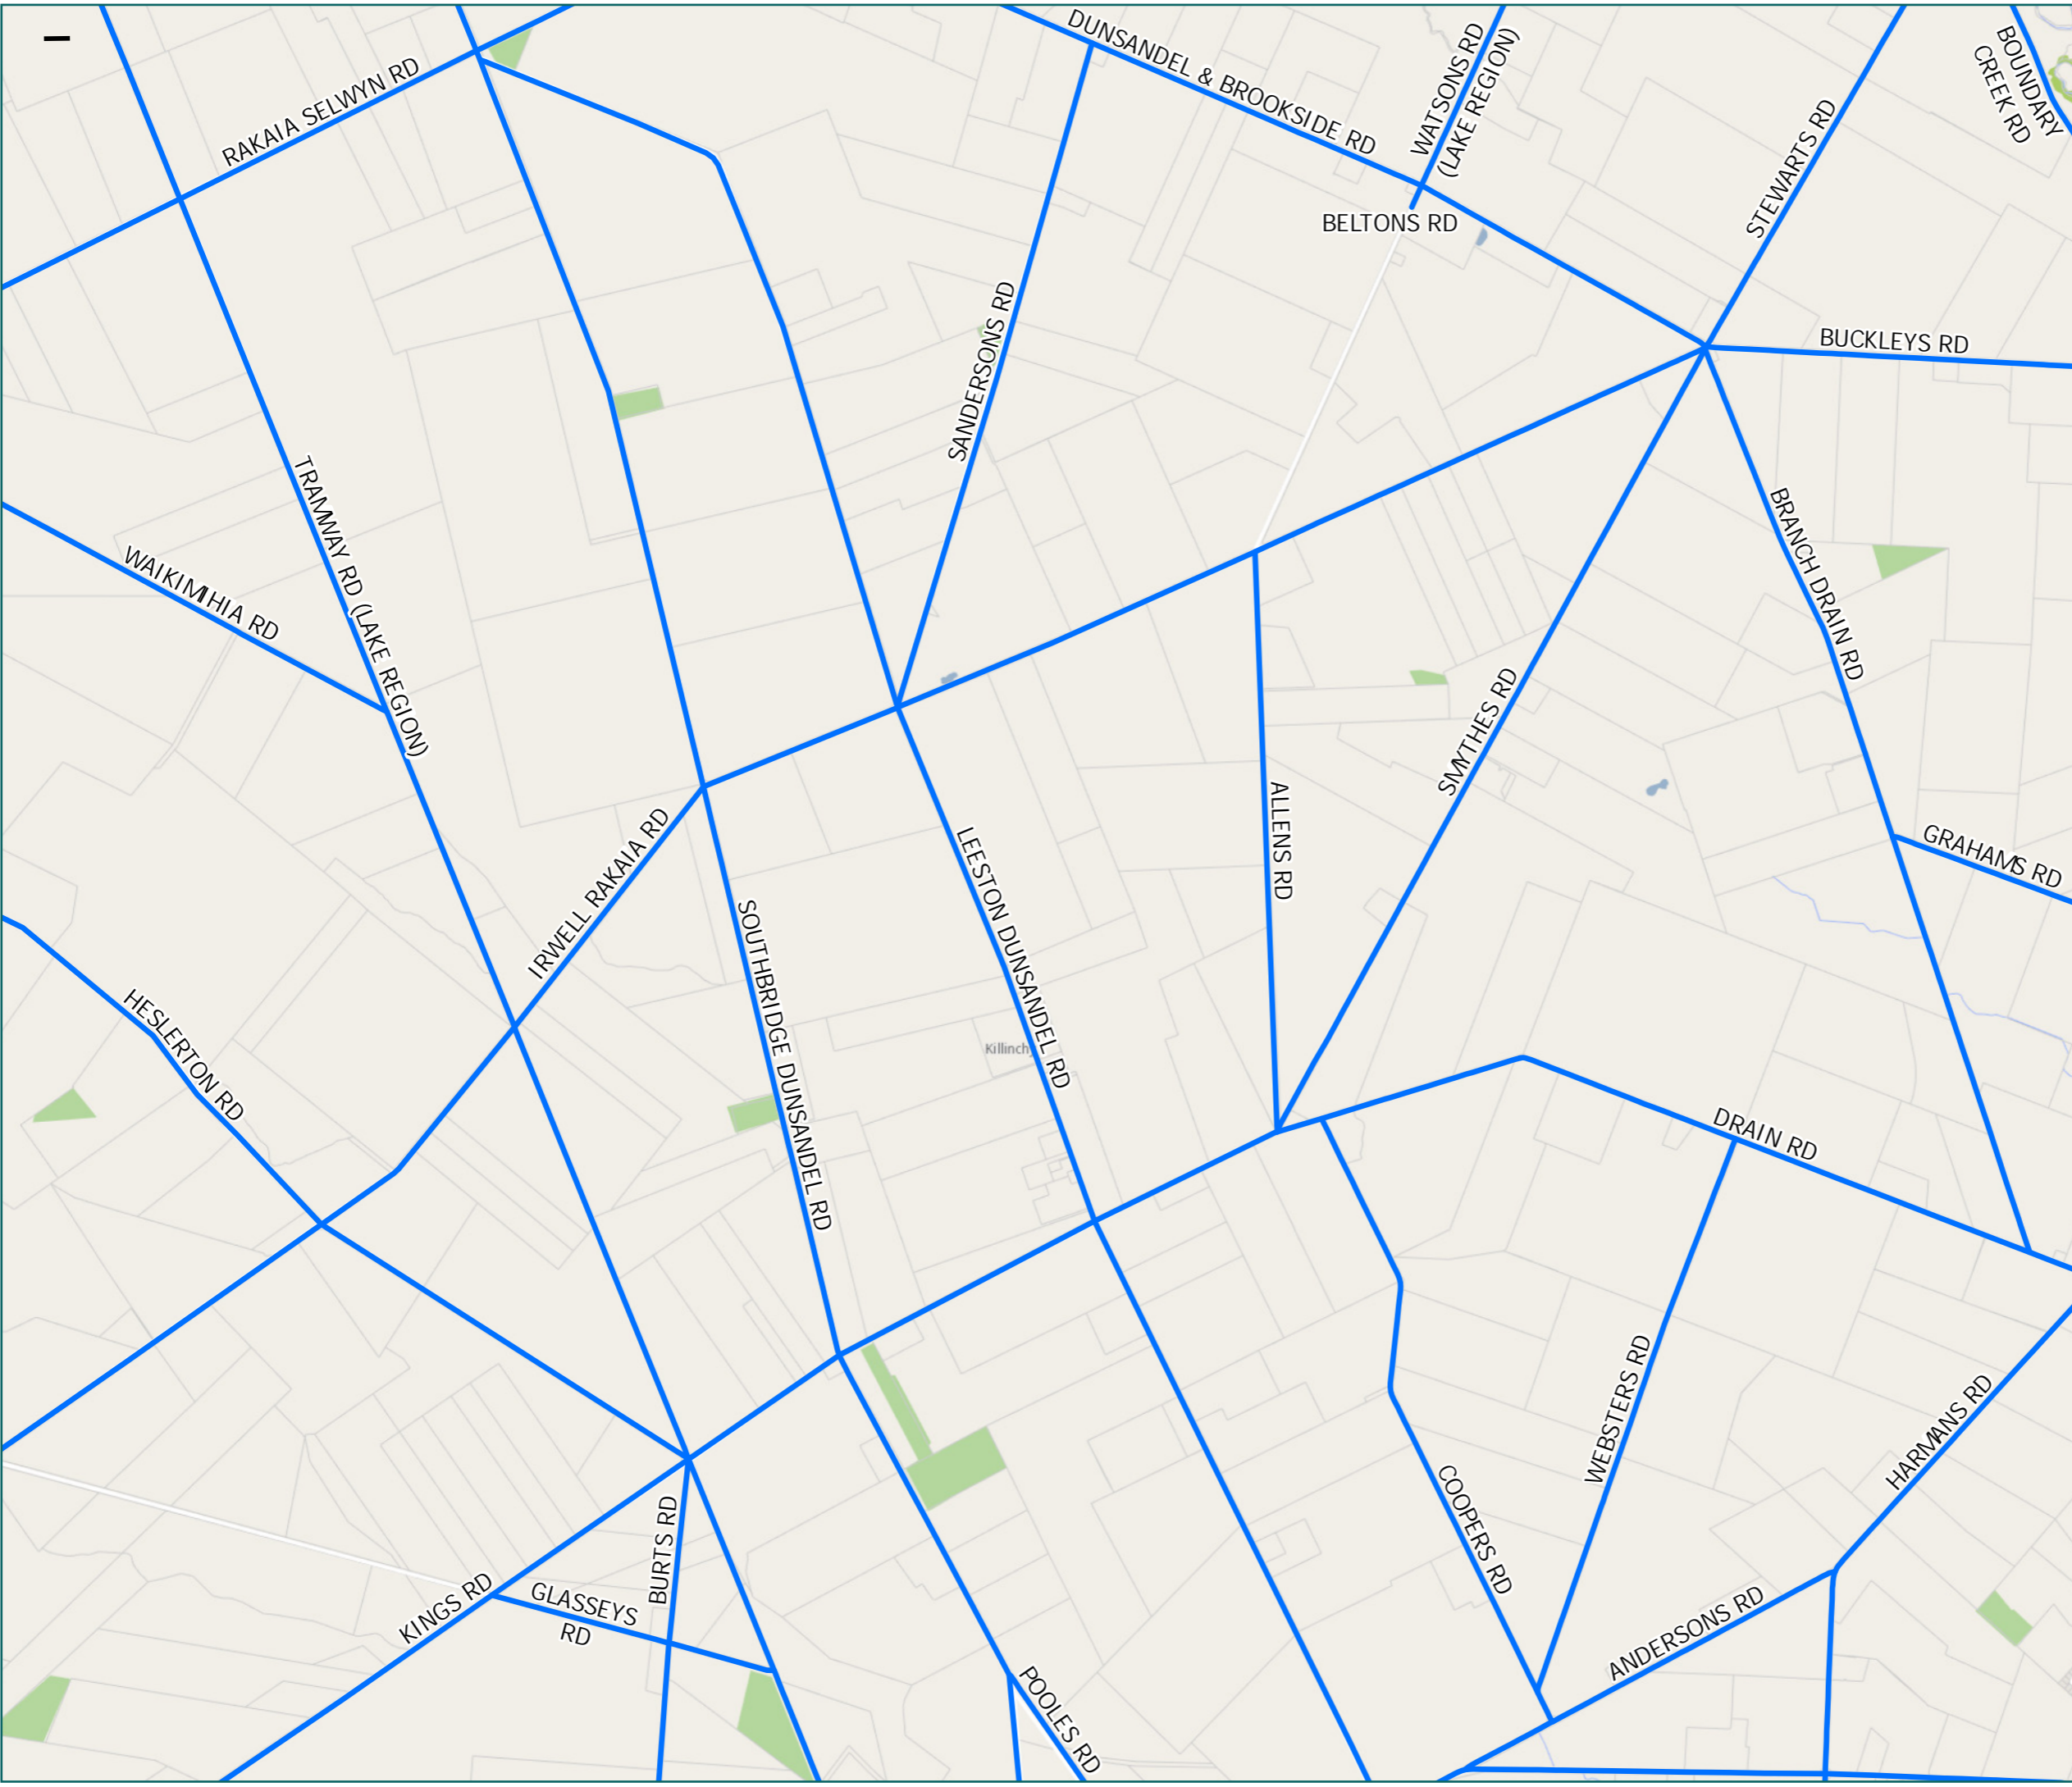 DUNSANDEL & BROOKSIDE RD
WATSONS RD
(LAKE REGION)
BOUNDARY
CREEK RD
RAKAIA SELWYN RD
STEWARTS RD
BELTONS RD
BUCKLEYS RD
SANDERSONS RD
TRAMWAY RD (LAKE REGION)
WAIKIMIHIA RD
BRANCH DRAIN RD
SMYTHES RD
ALLENS RD
IRWELL RAKAIA RD
LEESTON DUNSANDEL RD
GRAHAMS RD
SOUTHBRIDGE DUNSANDEL RD
HESLERTON RD
Killinchy
DRAIN RD
WEBSTERS RD
HARMANS RD
COOPERS RD
BURTS RD
KINGS RD
GLASSEYS
RD
ANDERSONS RD
POOLES RD